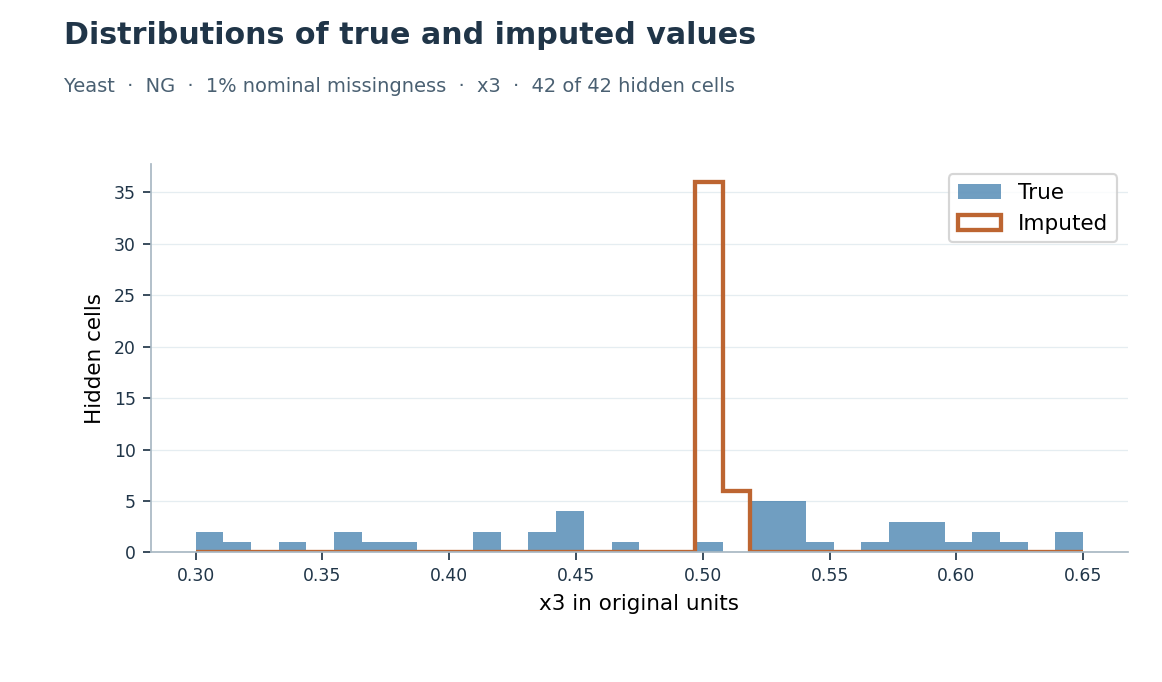 Distributions of true and imputed values
Yeast · NG · 1% nominal missingness · x3 · 42 of 42 hidden cells
True
Imputed
Hidden cells
35
30
25
20
15
10
5
0
0.30 0.35 0.40 0.45 0.50 0.55 0.60 0.65
x3 in original units